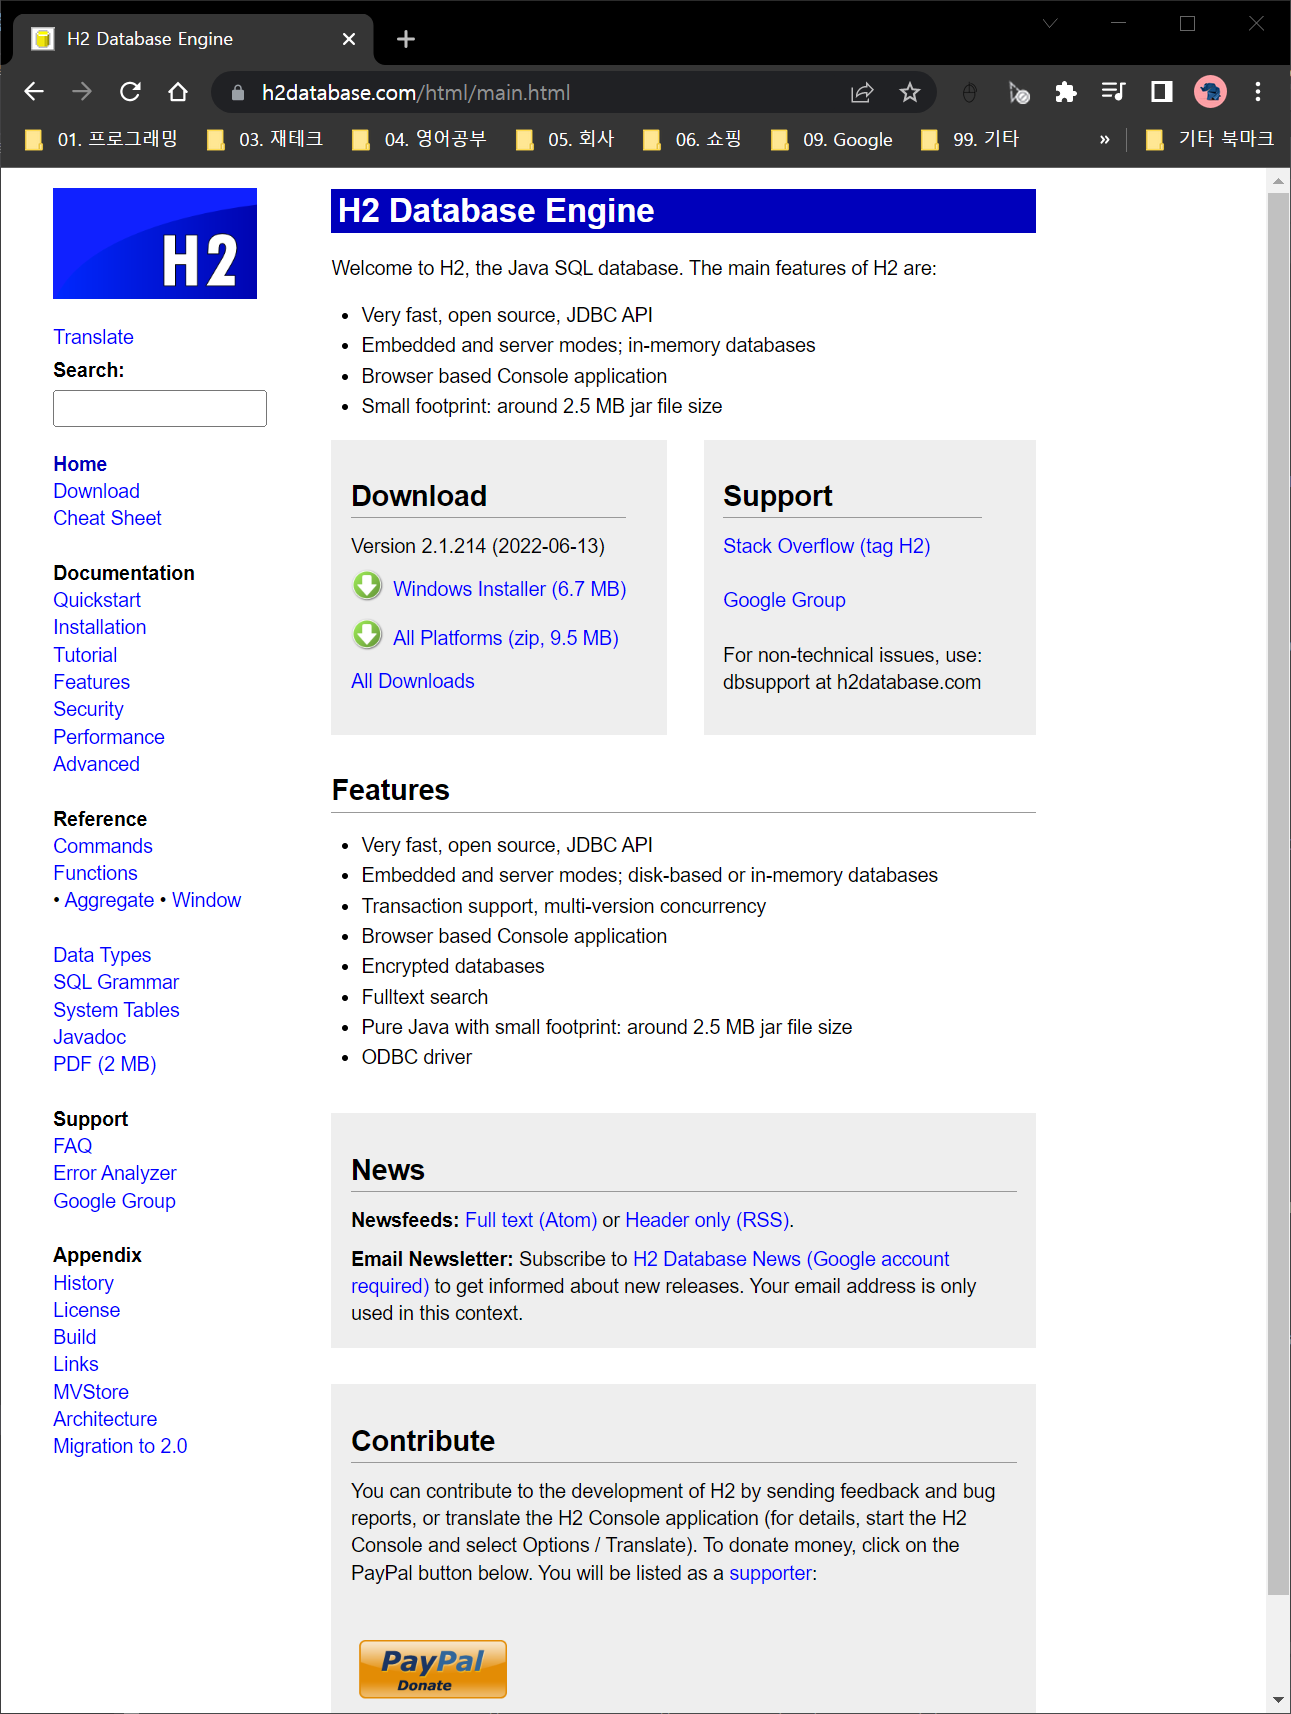 H2 Database Engine
h2database.com/html/main.html
01. 프로그래밍
03. 재테크
04. 영어공부
05. 회사
06. 쇼핑
09. Google
99. 기타
»
기타 북마크
H2
Translate
Search:
Home
Download
Cheat Sheet
Documentation
Quickstart
Installation
Tutorial
Features
Security
Performance
Advanced
Reference
Commands
Functions
• Aggregate • Window
Data Types
SQL Grammar
System Tables
Javadoc
PDF (2 MB)
Support
FAQ
Error Analyzer
Google Group
Appendix
History
License
Build
Links
MVStore
Architecture
Migration to 2.0
H2 Database Engine
Welcome to H2, the Java SQL database. The main features of H2 are:
• Very fast, open source, JDBC API
• Embedded and server modes; in-memory databases
• Browser based Console application
• Small footprint: around 2.5 MB jar file size
Download
Version 2.1.214 (2022-06-13)
Windows Installer (6.7 MB)
All Platforms (zip, 9.5 MB)
All Downloads
Support
Stack Overflow (tag H2)
Google Group
For non-technical issues, use:
dbsupport at h2database.com
Features
• Very fast, open source, JDBC API
• Embedded and server modes; disk-based or in-memory databases
• Transaction support, multi-version concurrency
• Browser based Console application
• Encrypted databases
• Fulltext search
• Pure Java with small footprint: around 2.5 MB jar file size
• ODBC driver
News
Newsfeeds: Full text (Atom) or Header only (RSS).
Email Newsletter: Subscribe to H2 Database News (Google account
required) to get informed about new releases. Your email address is only
used in this context.
Contribute
You can contribute to the development of H2 by sending feedback and bug
reports, or translate the H2 Console application (for details, start the H2
Console and select Options / Translate). To donate money, click on the
PayPal button below. You will be listed as a supporter:
PayPal
Donate